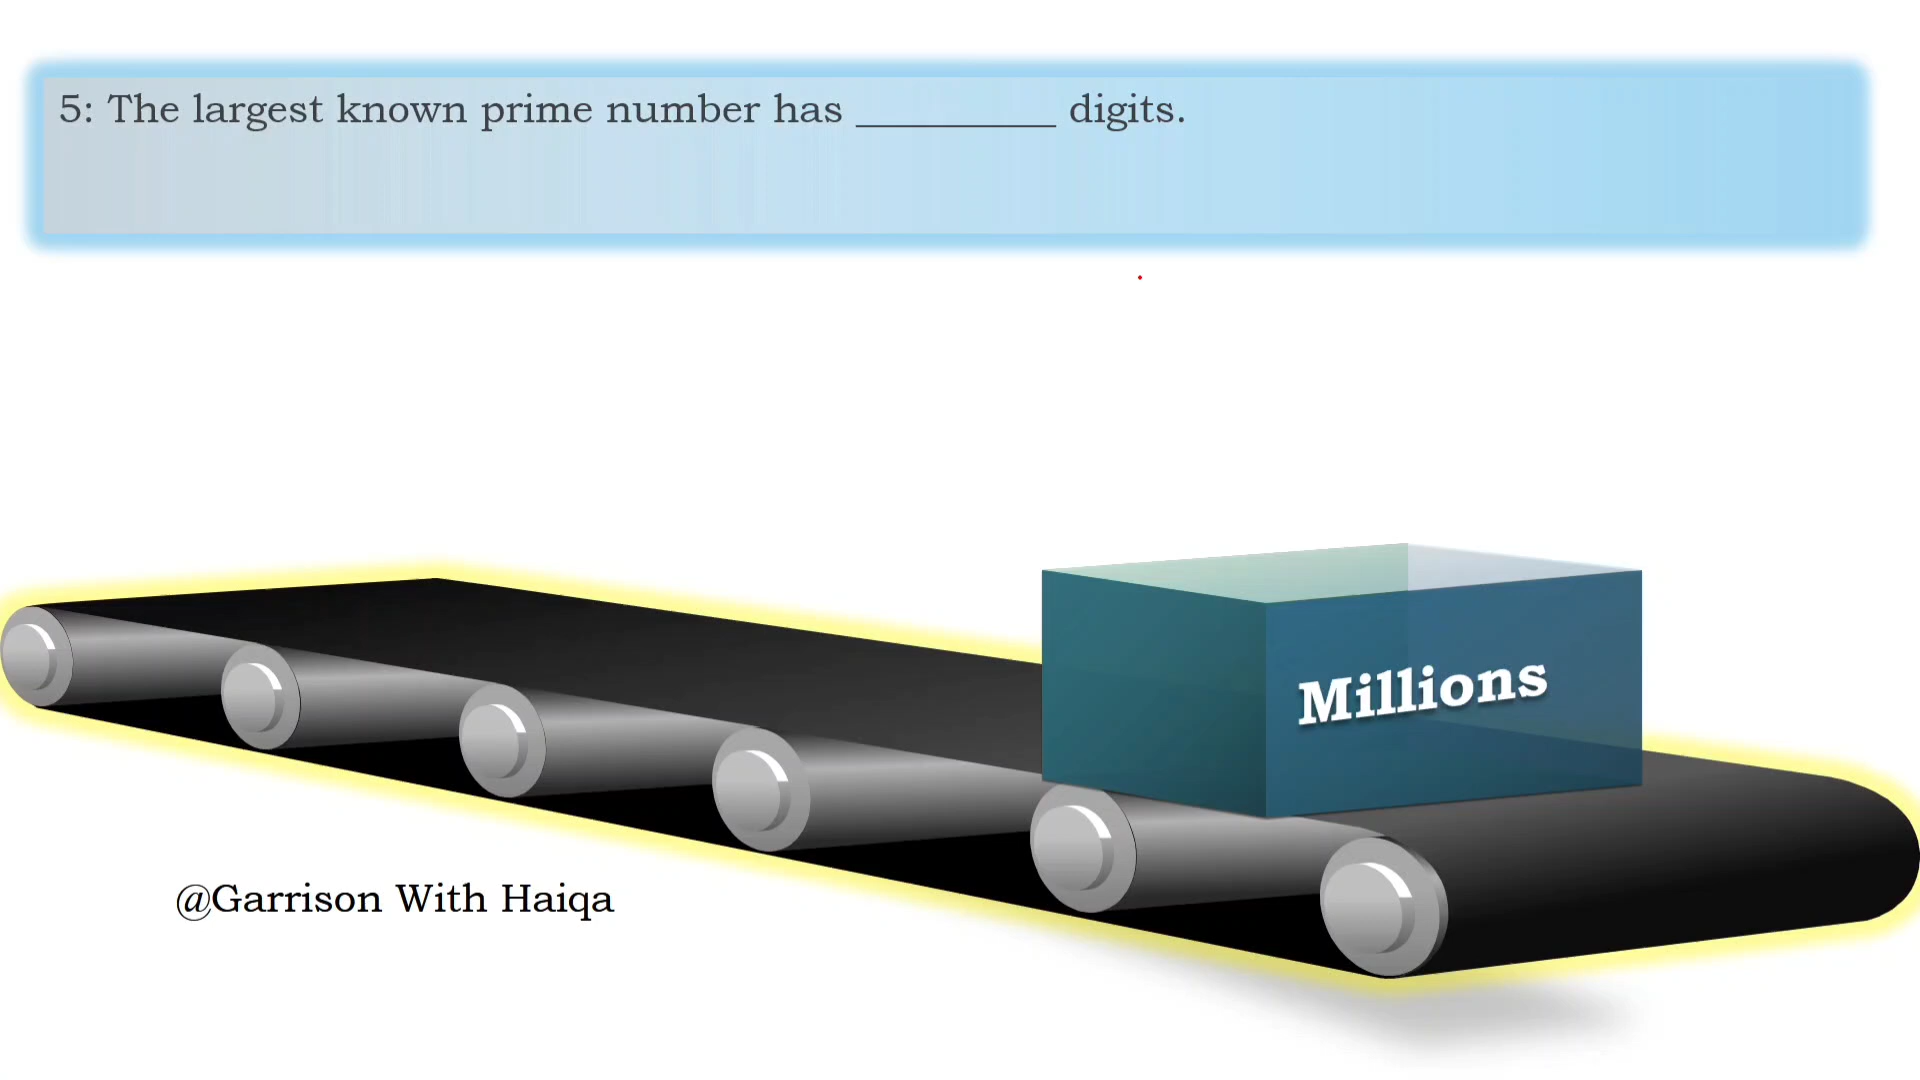 5: The largest known prime number has __________ digits.
Millions
@Garrison With Haiqa